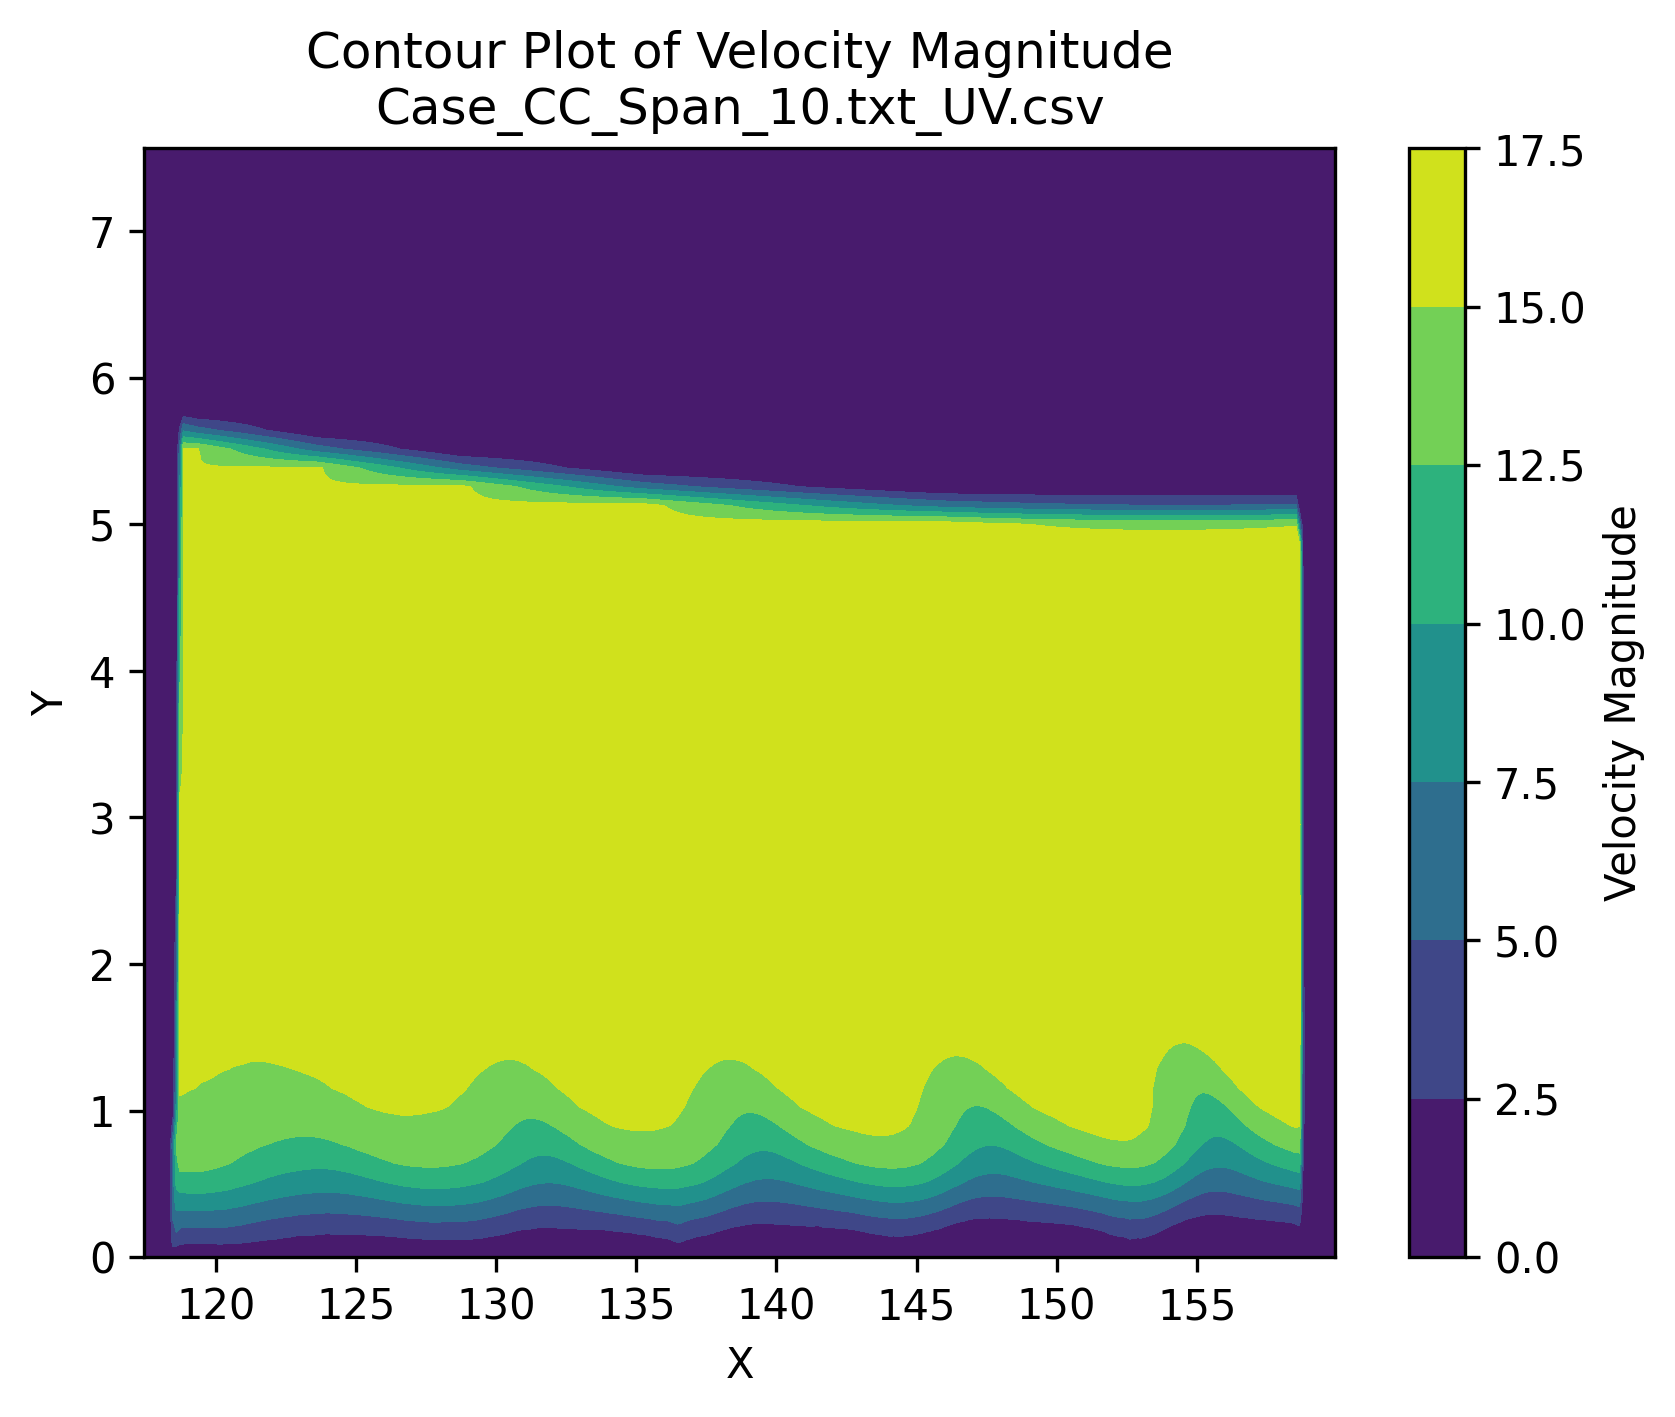 Contour Plot of Velocity Magnitude
Case_CC_Span_10.txt_UV.csv
7
6
5
4
3
2
1
0
Y
120 125 130 135 140 145 150 155
X
17.5
15.0
12.5
10.0
7.5
5.0
2.5
0.0
Velocity Magnitude